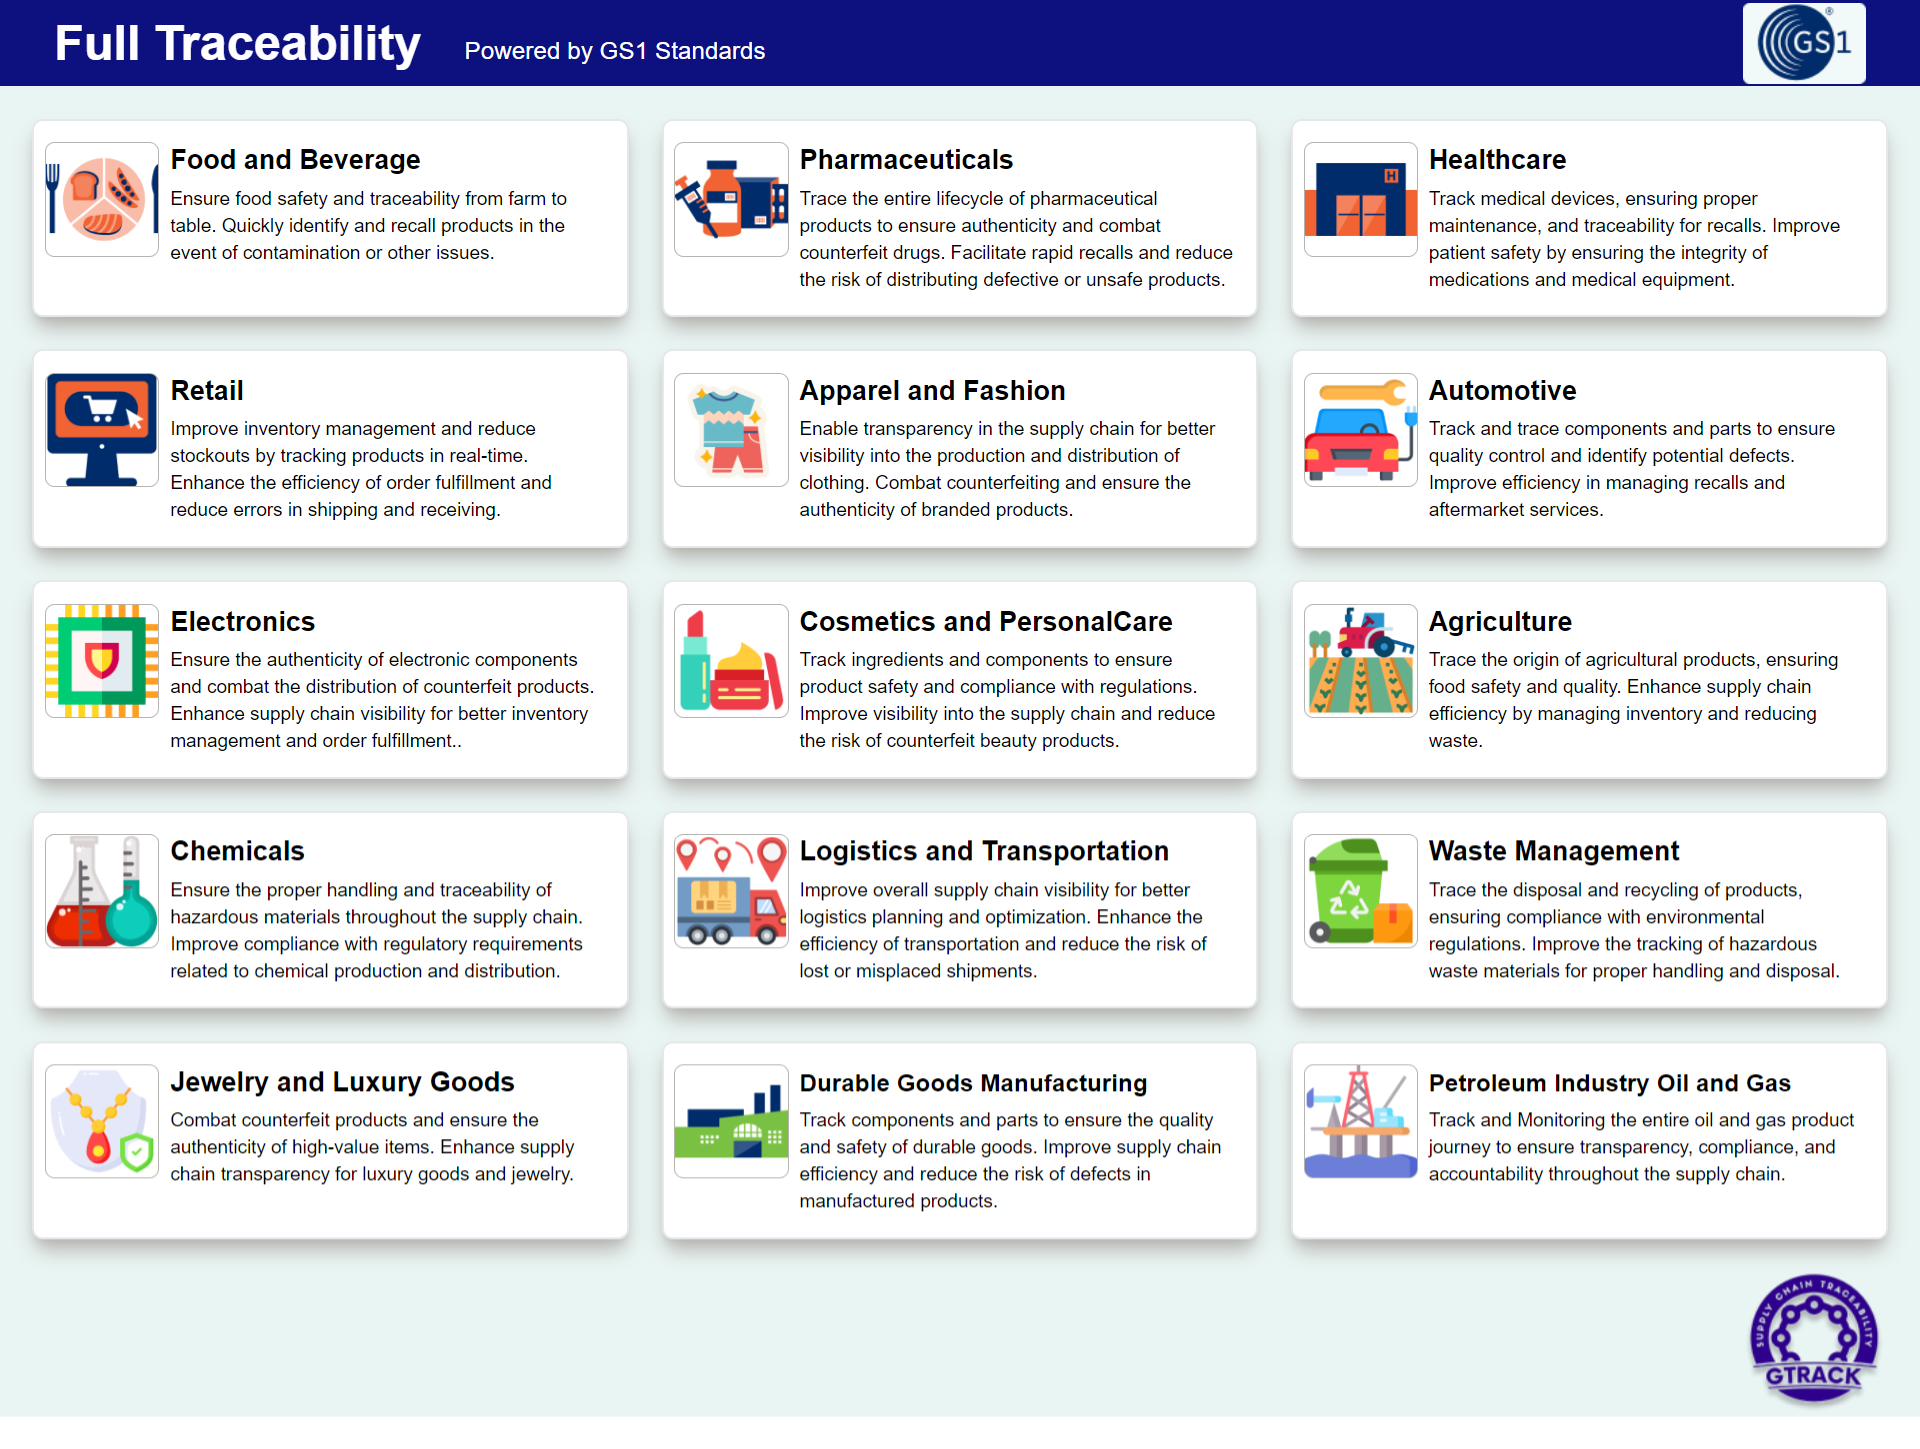 Full Traceability
Powered by GS1 Standards
GS1
®
Food and Beverage
Ensure food safety and traceability from farm to
table. Quickly identify and recall products in the
event of contamination or other issues.
Pharmaceuticals
Trace the entire lifecycle of pharmaceutical
products to ensure authenticity and combat
counterfeit drugs. Facilitate rapid recalls and reduce
the risk of distributing defective or unsafe products.
H
Healthcare
Track medical devices, ensuring proper
maintenance, and traceability for recalls. Improve
patient safety by ensuring the integrity of
medications and medical equipment.
Retail
Improve inventory management and reduce
stockouts by tracking products in real-time.
Enhance the efficiency of order fulfillment and
reduce errors in shipping and receiving.
Apparel and Fashion
Enable transparency in the supply chain for better
visibility into the production and distribution of
clothing. Combat counterfeiting and ensure the
authenticity of branded products.
Automotive
Track and trace components and parts to ensure
quality control and identify potential defects.
Improve efficiency in managing recalls and
aftermarket services.
Electronics
Ensure the authenticity of electronic components
and combat the distribution of counterfeit products.
Enhance supply chain visibility for better inventory
management and order fulfillment..
Cosmetics and PersonalCare
Track ingredients and components to ensure
product safety and compliance with regulations.
Improve visibility into the supply chain and reduce
the risk of counterfeit beauty products.
Agriculture
Trace the origin of agricultural products, ensuring
food safety and quality. Enhance supply chain
efficiency by managing inventory and reducing
waste.
Chemicals
Ensure the proper handling and traceability of
hazardous materials throughout the supply chain.
Improve compliance with regulatory requirements
related to chemical production and distribution.
Logistics and Transportation
Improve overall supply chain visibility for better
logistics planning and optimization. Enhance the
efficiency of transportation and reduce the risk of
lost or misplaced shipments.
Waste Management
Trace the disposal and recycling of products,
ensuring compliance with environmental
regulations. Improve the tracking of hazardous
waste materials for proper handling and disposal.
Jewelry and Luxury Goods
Combat counterfeit products and ensure the
authenticity of high-value items. Enhance supply
chain transparency for luxury goods and jewelry.
Durable Goods Manufacturing
Track components and parts to ensure the quality
and safety of durable goods. Improve supply chain
efficiency and reduce the risk of defects in
manufactured products.
Petroleum Industry Oil and Gas
Track and Monitoring the entire oil and gas product
journey to ensure transparency, compliance, and
accountability throughout the supply chain.
SUPPLY CHAIN TRACEABILITY
GTRACK